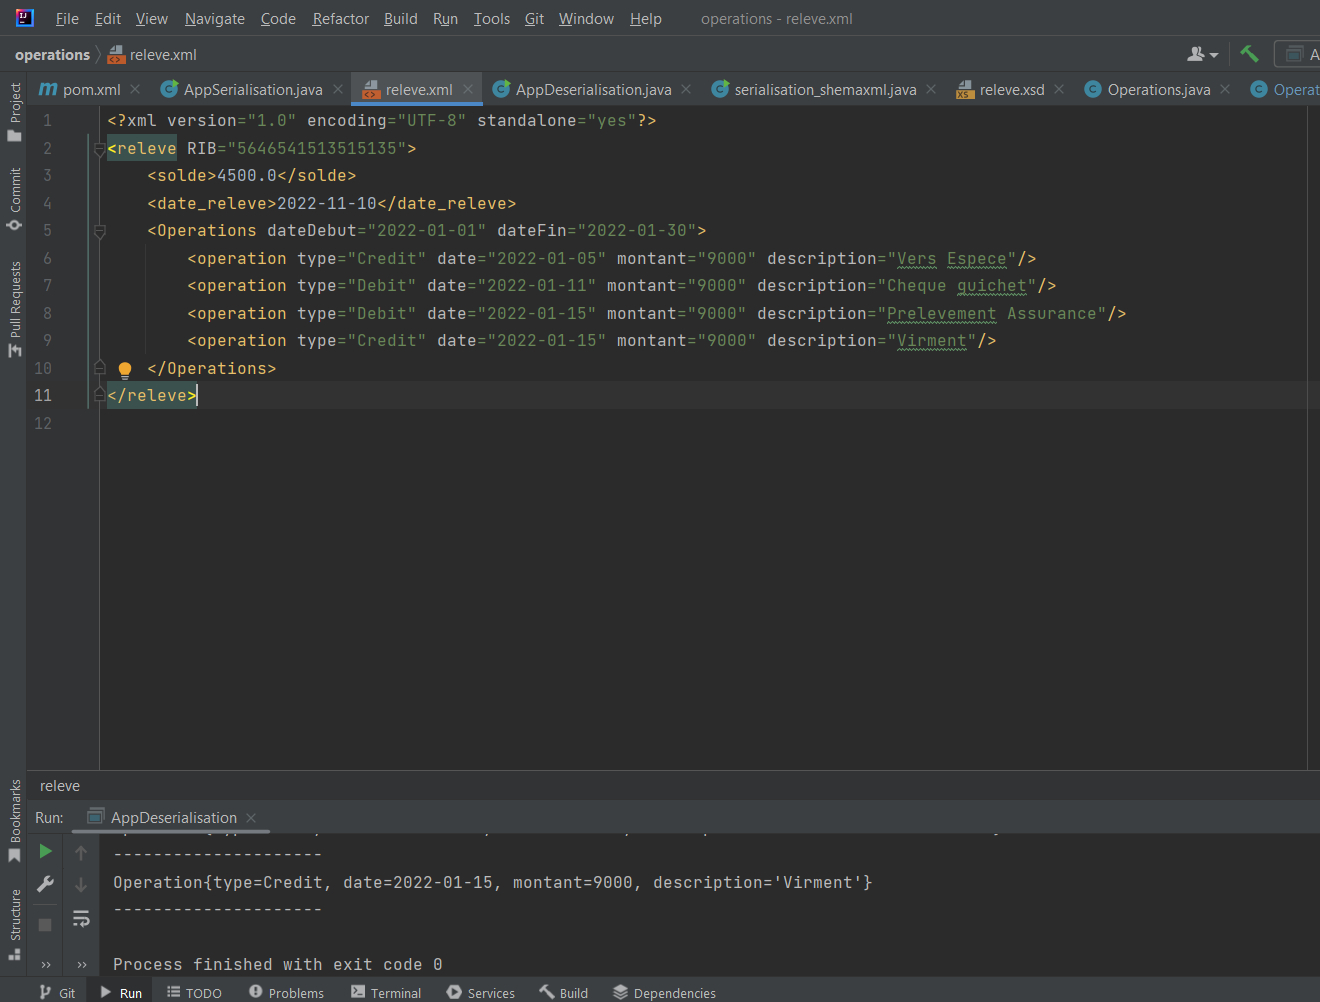 File Edit View Navigate Code Refactor Build Run Tools Git Window Help operations - releve.xml
operations releve.xml
pom.xml AppSerialisation.java releve.xml AppDeserialisation.java serialisation_shemaxml.java releve.xsd Operations.java Operat
Project
Commit
Pull Requests
Bookmarks
Structure
1 <?xml version="1.0" encoding="UTF-8" standalone="yes"?>
2 <releve RIB="5646541513515135">
3 <solde>4500.0</solde>
4 <date_releve>2022-11-10</date_releve>
5 <Operations dateDebut="2022-01-01" dateFin="2022-01-30">
6 <operation type="Credit" date="2022-01-05" montant="9000" description="Vers Espece"/>
7 <operation type="Debit" date="2022-01-11" montant="9000" description="Cheque guichet"/>
8 <operation type="Debit" date="2022-01-15" montant="9000" description="Prelevement Assurance"/>
9 <operation type="Credit" date="2022-01-15" montant="9000" description="Virment"/>
10 </Operations>
11 </releve>
12
releve
Run: AppDeserialisation
---------------------
Operation{type=Credit, date=2022-01-15, montant=9000, description='Virment'}
---------------------
Process finished with exit code 0
Git Run TODO Problems Terminal Services Build Dependencies